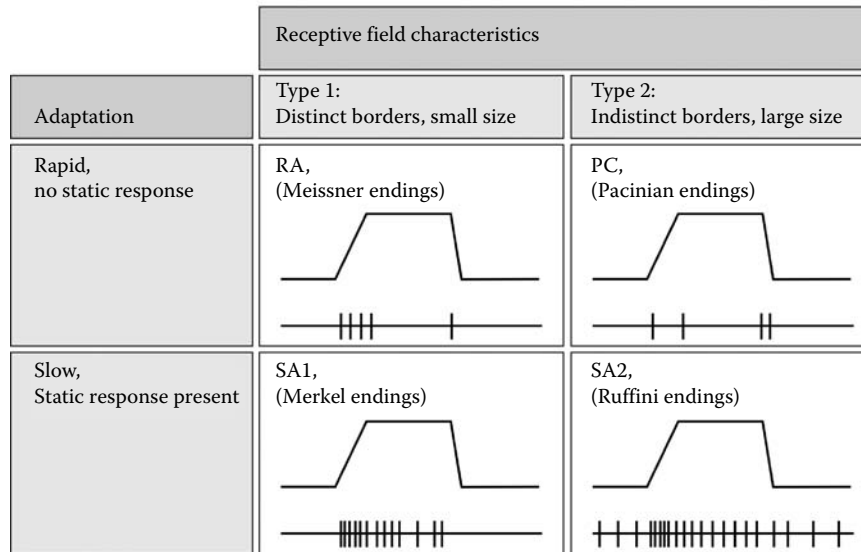 Receptive field characteristics
Adaptation
Type 1:
Distinct borders, small size
Type 2:
Indistinct borders, large size
Rapid,
no static response
RA,
(Meissner endings)
PC,
(Pacinian endings)
Slow,
Static response present
SA1,
(Merkel endings)
SA2,
(Ruffini endings)